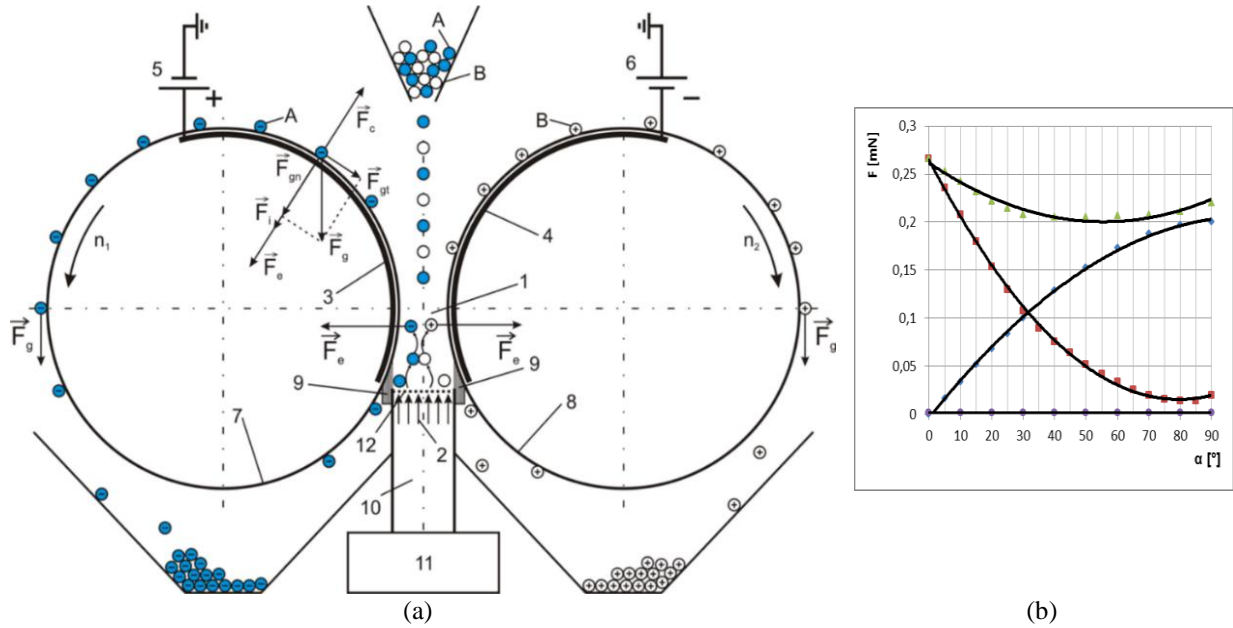 A
B
5
+
A
F_c
F_gn
F_gt
F_i
F_g
F_e
n_1
3
F_g
6
−
B
4
n_2
1
F_e
F_e
F_g
9
9
7
8
12
2
10
11
(a)
F [mN]
0,3
0,25
0,2
0,15
0,1
0,05
0
0 10 20 30 40 50 60 70 80 90
α [°]
(b)